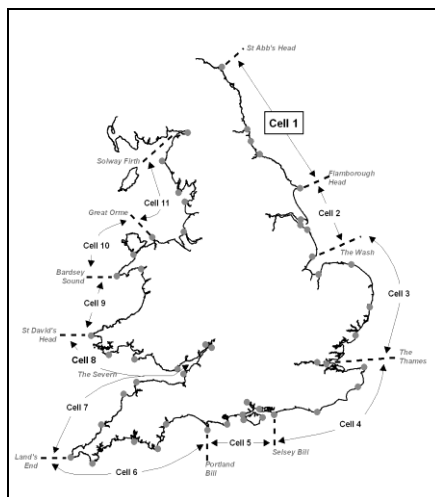 St Abb's Head
Cell 1
Solway Firth
Flamborough
Head
Cell 11
Great Orme
Cell 2
Cell 10
The Wash
Bardsey
Sound
Cell 3
Cell 9
St David's
Head
Cell 8
The Thames
The Severn
Cell 7
Cell 4
Cell 5
Land's
End
Cell 6
Portland
Bill
Selsey Bill